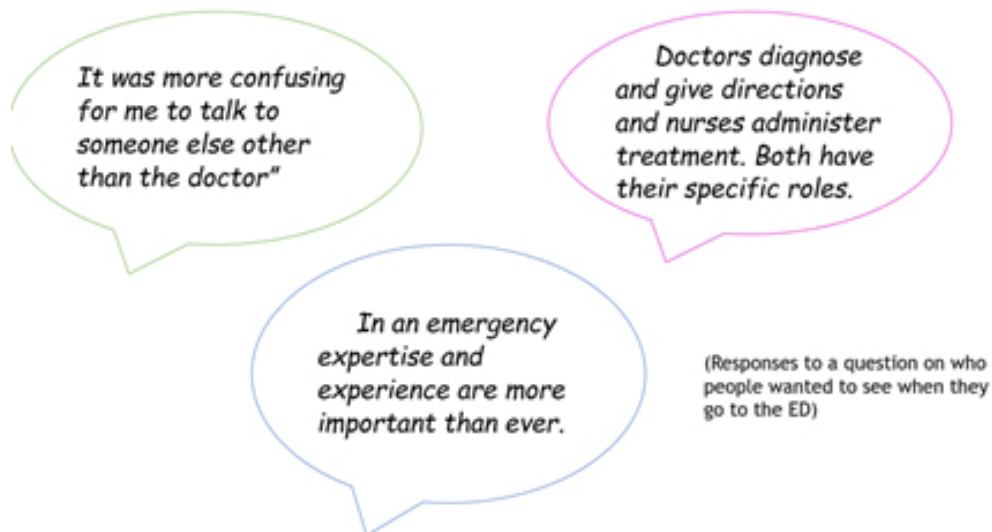 It was more confusing
for me to talk to
someone else other
than the doctor"
Doctors diagnose
and give directions
and nurses administer
treatment. Both have
their specific roles.
In an emergency
expertise and
experience are more
important than ever.
(Responses to a question on who
people wanted to see when they
go to the ED)